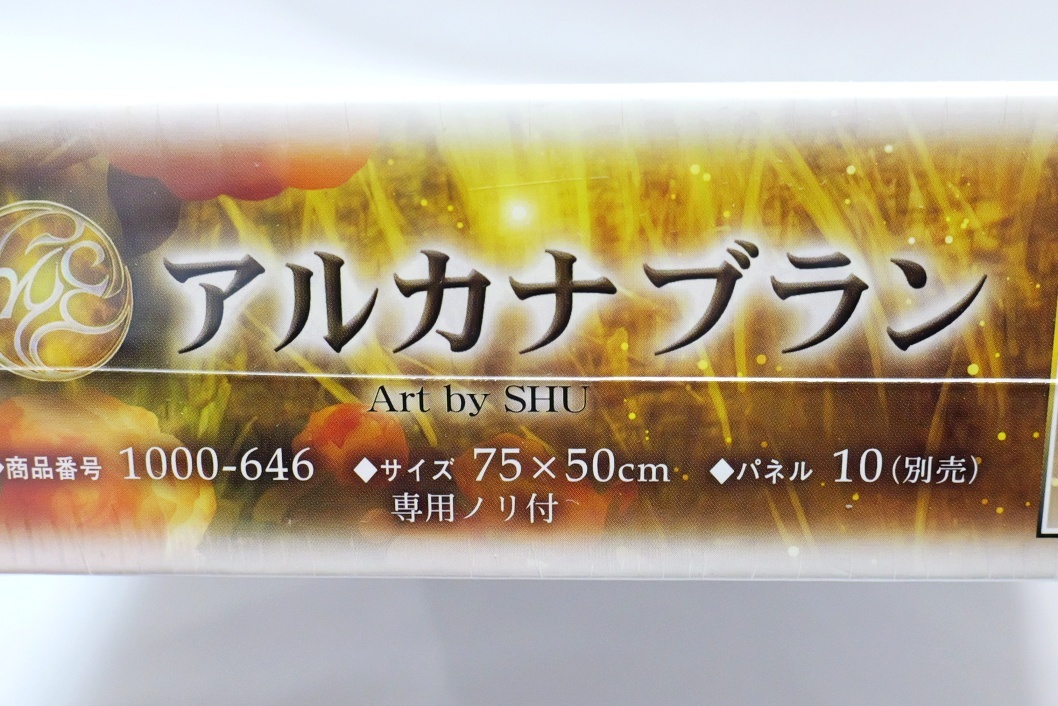 アルカナ ブラン
Art by SHU
◆商品番号 1000-646 ◆サイズ 75×50cm ◆パネル 10(別売)
専用ノリ付